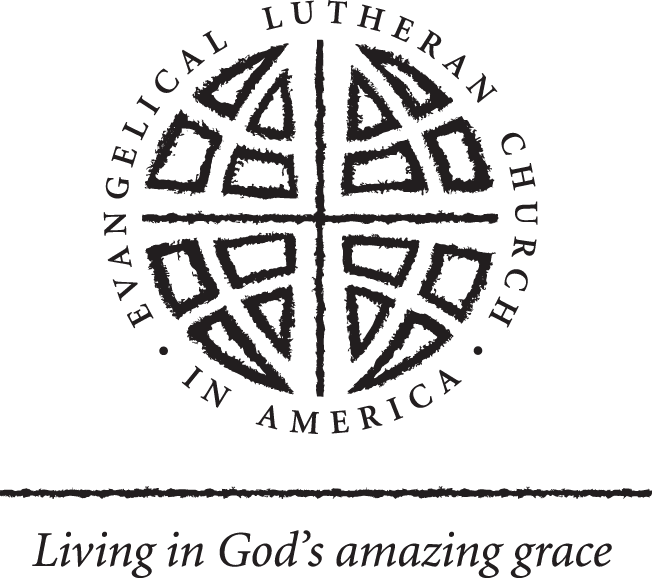 EVANGELICAL LUTHERAN CHURCH
• IN AMERICA •
Living in God's amazing grace